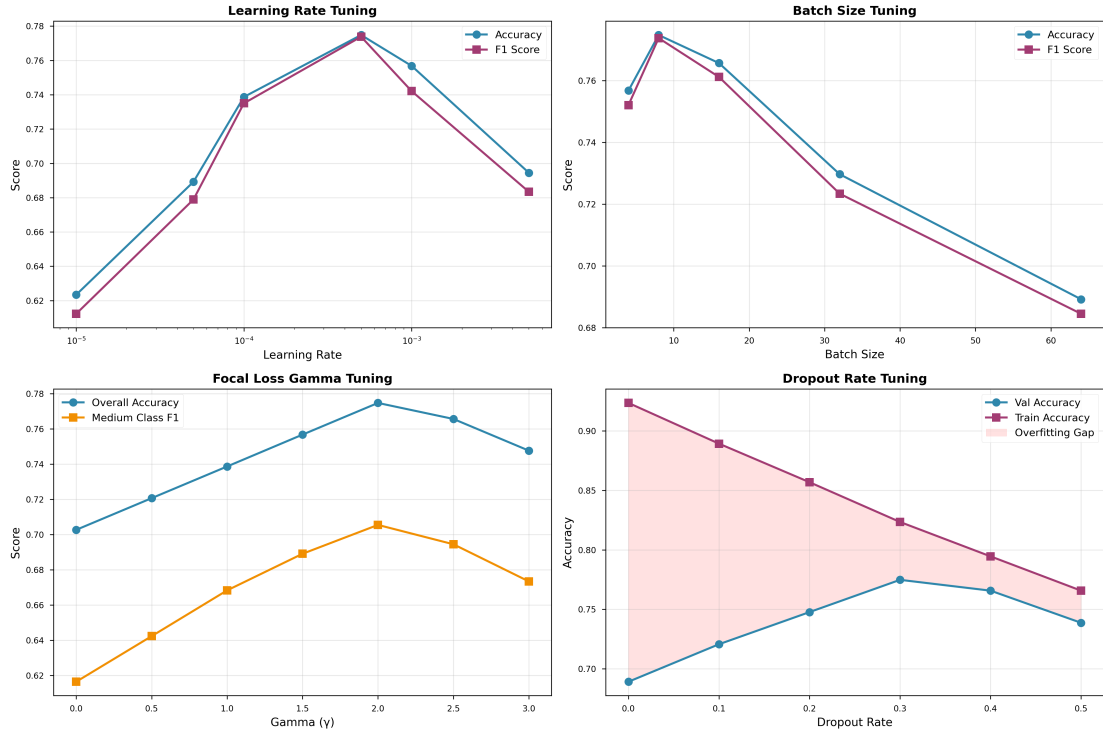 Learning Rate Tuning
Score
0.78
0.76
0.74
0.72
0.70
0.68
0.66
0.64
0.62
Accuracy
F1 Score
10⁻⁵
10⁻⁴
10⁻³
Learning Rate
Batch Size Tuning
Score
0.76
0.74
0.72
0.70
0.68
Accuracy
F1 Score
10
20
30
40
50
60
Batch Size
Focal Loss Gamma Tuning
Score
0.78
0.76
0.74
0.72
0.70
0.68
0.66
0.64
0.62
Overall Accuracy
Medium Class F1
0.0
0.5
1.0
1.5
2.0
2.5
3.0
Gamma (γ)
Dropout Rate Tuning
Accuracy
0.90
0.85
0.80
0.75
0.70
Val Accuracy
Train Accuracy
Overfitting Gap
0.0
0.1
0.2
0.3
0.4
0.5
Dropout Rate